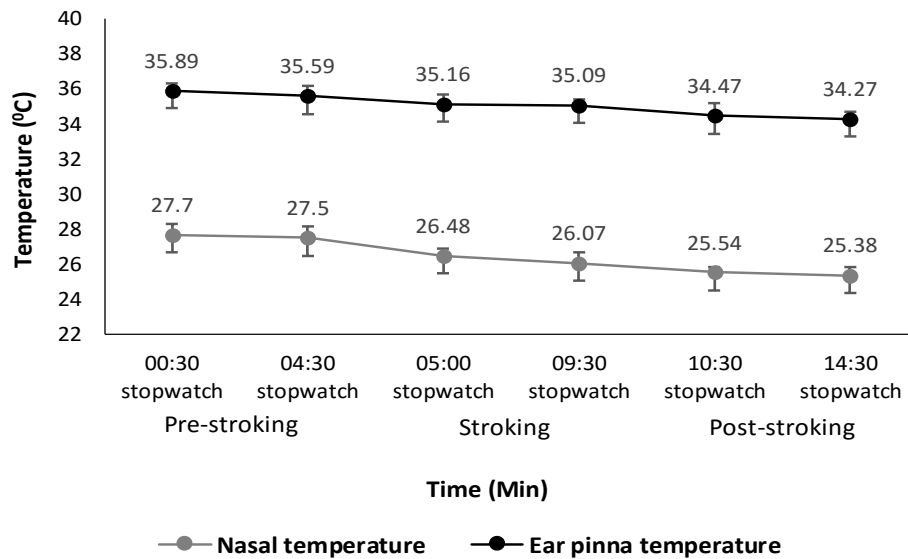 40
38
36
34
32
30
28
26
24
22
Temperature (⁰C)
35.89 35.59 35.16 35.09 34.47 34.27
27.7 27.5 26.48 26.07 25.54 25.38
00:30 04:30 05:00 09:30 10:30 14:30
stopwatch stopwatch stopwatch stopwatch stopwatch stopwatch
Pre-stroking Stroking Post-stroking
Time (Min)
Nasal temperature Ear pinna temperature